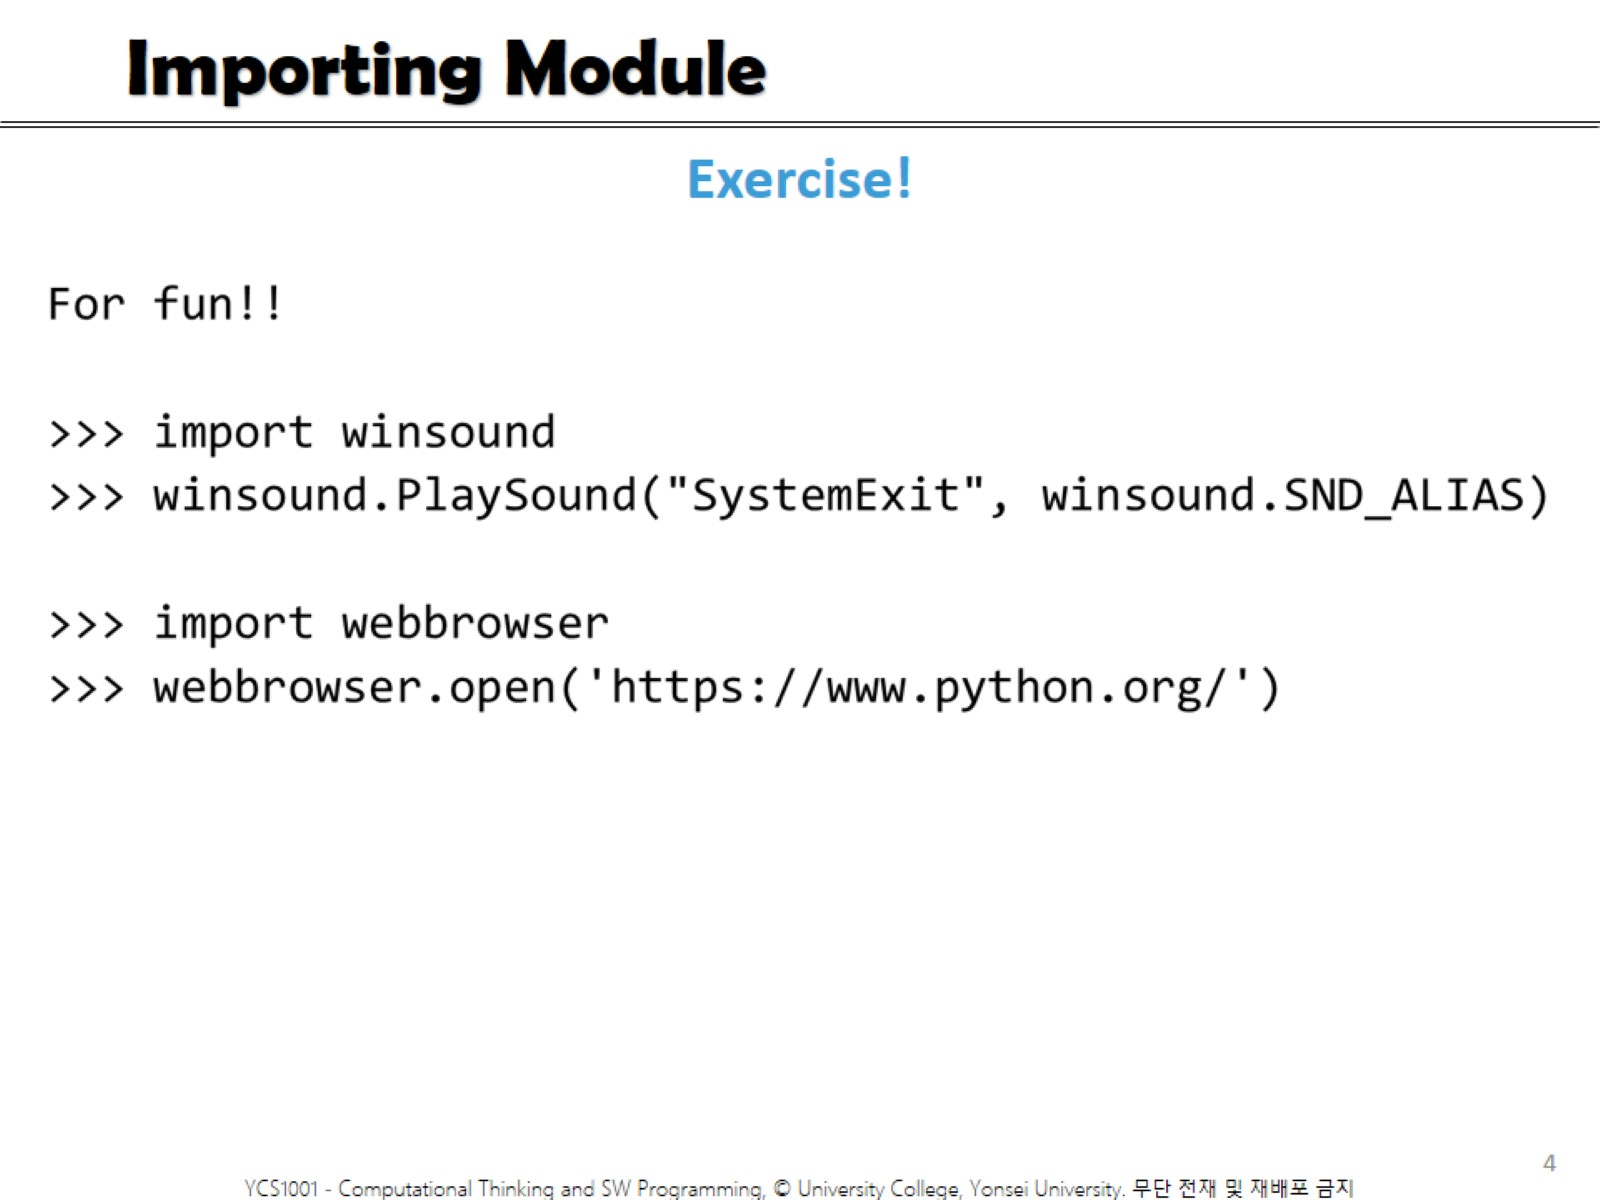 Importing Module
Exercise!
For fun!!
>>> import winsound
>>> winsound.PlaySound("SystemExit", winsound.SND_ALIAS)
>>> import webbrowser
>>> webbrowser.open('https://www.python.org/')
4
YCS1001 - Computational Thinking and SW Programming, © University College, Yonsei University. 무단 전재 및 재배포 금지